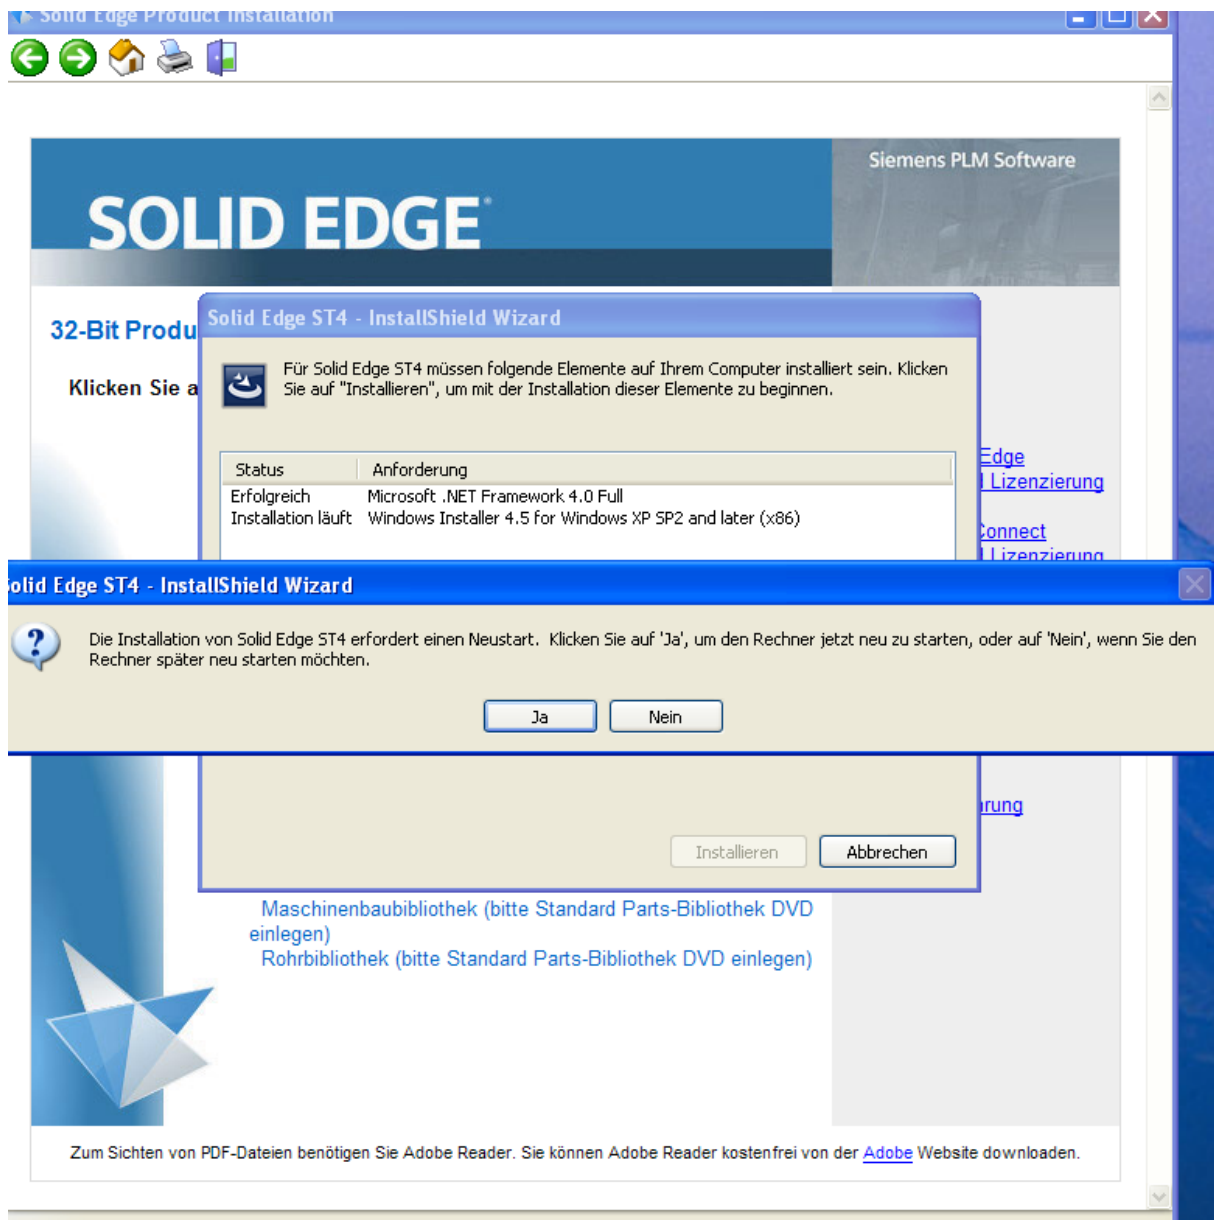 Solid Edge Product Installation
Siemens PLM Software
SOLID EDGE
32-Bit Produ
Klicken Sie a
Solid Edge ST4 - InstallShield Wizard
Für Solid Edge ST4 müssen folgende Elemente auf Ihrem Computer installiert sein. Klicken
Sie auf "Installieren", um mit der Installation dieser Elemente zu beginnen.
Status Anforderung
Erfolgreich Microsoft .NET Framework 4.0 Full
Installation läuft Windows Installer 4.5 for Windows XP SP2 and later (x86)
Edge
Lizenzierung
Connect
Lizenzierung
Solid Edge ST4 - InstallShield Wizard
Die Installation von Solid Edge ST4 erfordert einen Neustart. Klicken Sie auf 'Ja', um den Rechner jetzt neu zu starten, oder auf 'Nein', wenn Sie den
Rechner später neu starten möchten.
Ja Nein
rung
Installieren Abbrechen
Maschinenbaubibliothek (bitte Standard Parts-Bibliothek DVD
einlegen)
Rohrbibliothek (bitte Standard Parts-Bibliothek DVD einlegen)
Zum Sichten von PDF-Dateien benötigen Sie Adobe Reader. Sie können Adobe Reader kostenfrei von der Adobe Website downloaden.